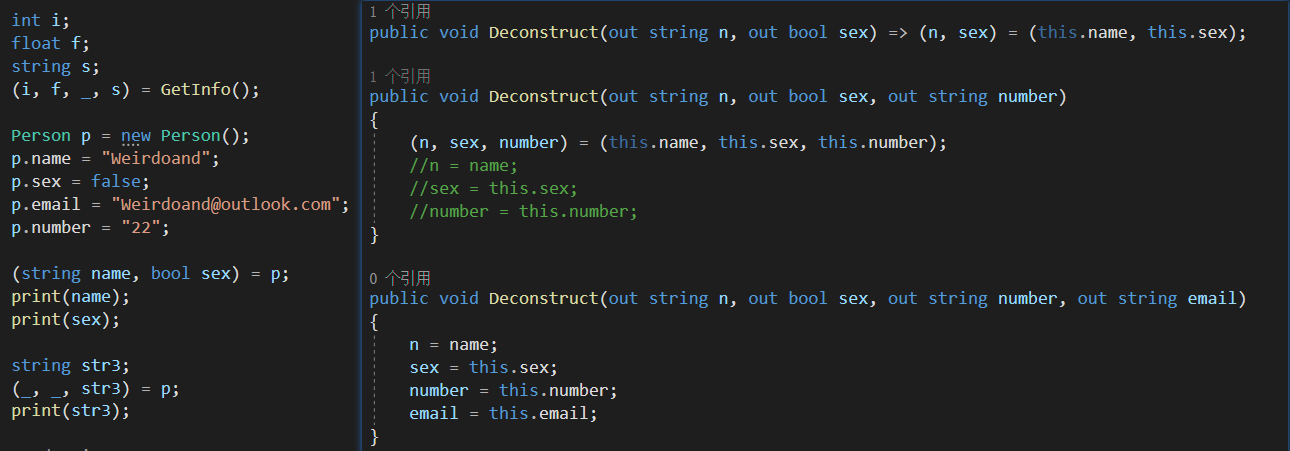 int i;
float f;
string s;
(i, f, _, s) = GetInfo();
Person p = new Person();
p.name = "Weirdoand";
p.sex = false;
p.email = "Weirdoand@outlook.com";
p.number = "22";
(string name, bool sex) = p;
print(name);
print(sex);
string str3;
(_, _, str3) = p;
print(str3);
1 个引用
public void Deconstruct(out string n, out bool sex) => (n, sex) = (this.name, this.sex);
1 个引用
public void Deconstruct(out string n, out bool sex, out string number)
{
(n, sex, number) = (this.name, this.sex, this.number);
//n = name;
//sex = this.sex;
//number = this.number;
}
0 个引用
public void Deconstruct(out string n, out bool sex, out string number, out string email)
{
n = name;
sex = this.sex;
number = this.number;
email = this.email;
}